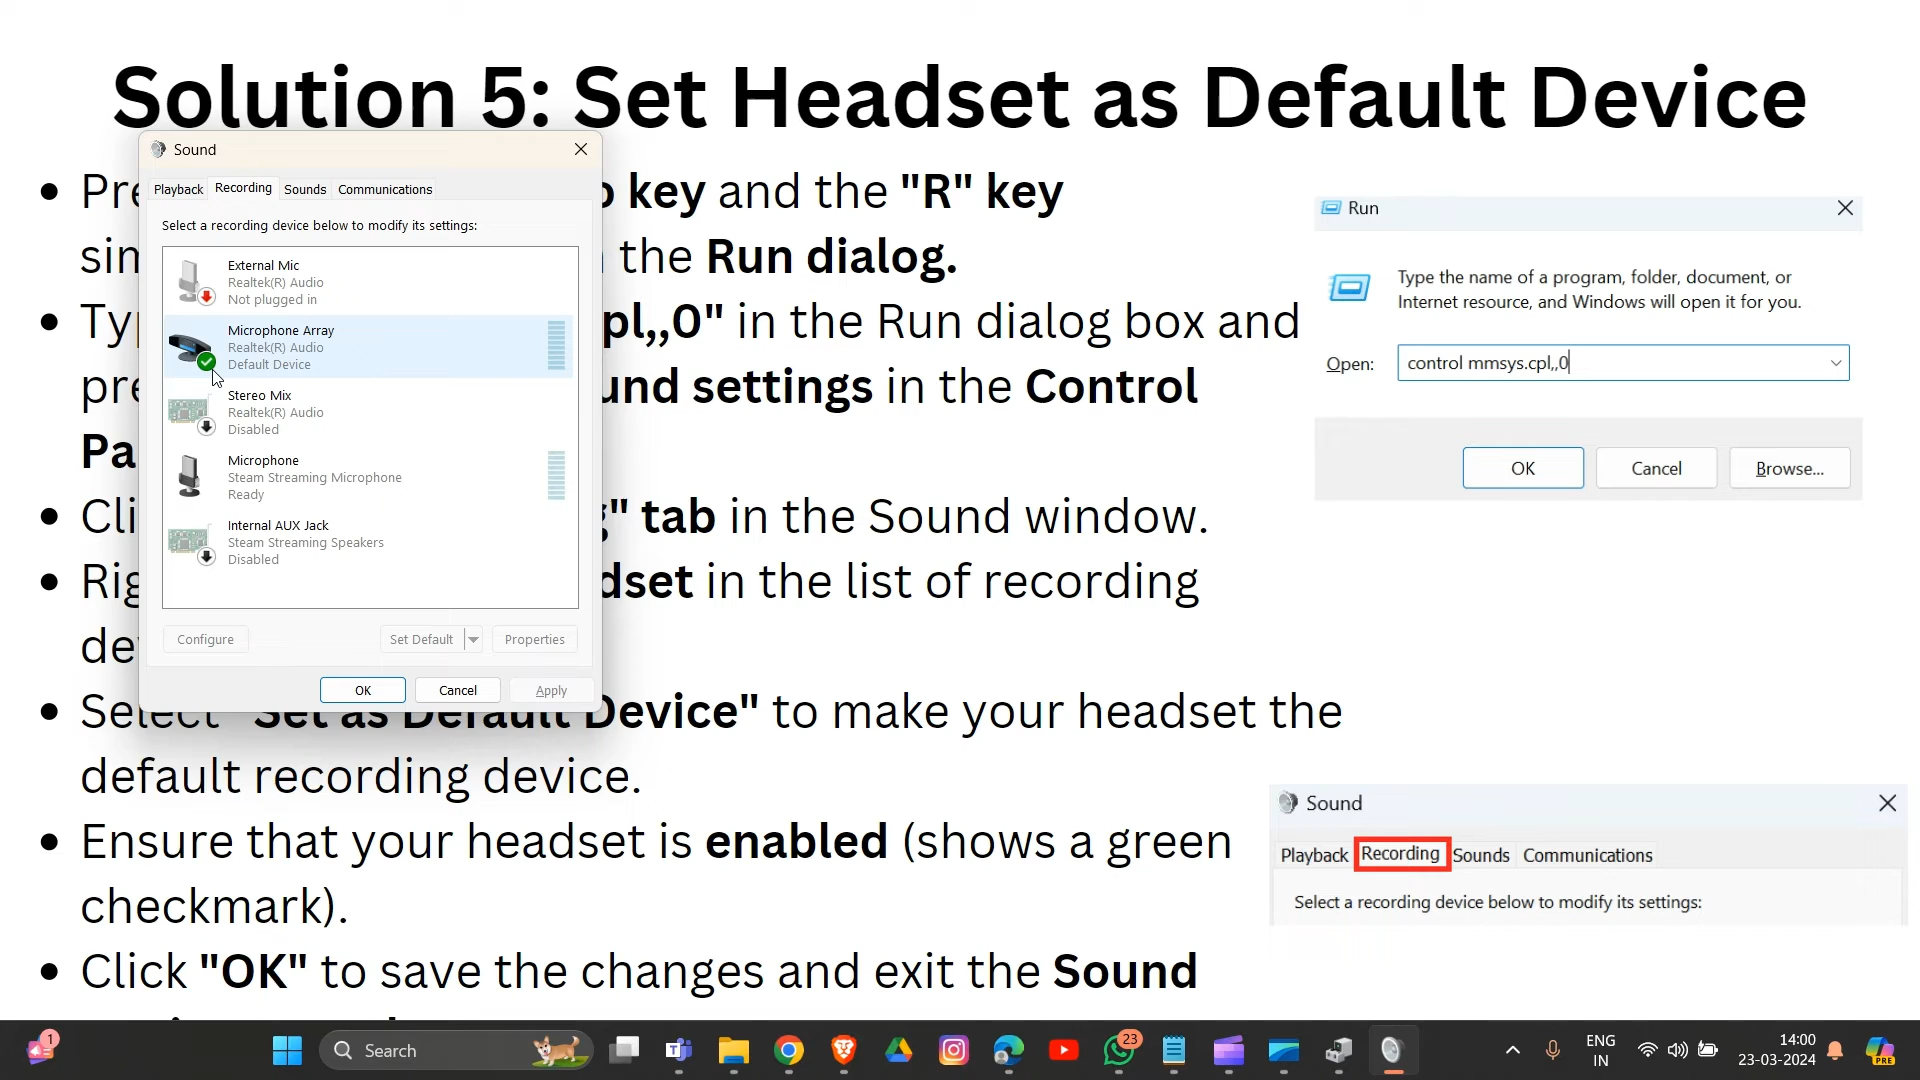 Solution 5: Set Headset as Default Device
Sound
Playback Recording Sounds Communications
Select a recording device below to modify its settings:
External Mic
Realtek(R) Audio
Not plugged in
Microphone Array
Realtek(R) Audio
Default Device
Stereo Mix
Realtek(R) Audio
Disabled
Microphone
Steam Streaming Microphone
Ready
Internal AUX Jack
Steam Streaming Speakers
Disabled
Configure Set Default Properties
OK Cancel Apply
key and the "R" key
the Run dialog.
pl,,0" in the Run dialog box and
und settings in the Control
" tab in the Sound window.
dset in the list of recording
Select "Set as Default Device" to make your headset the
default recording device.
Ensure that your headset is enabled (shows a green
checkmark).
Click "OK" to save the changes and exit the Sound
Run
Type the name of a program, folder, document, or
Internet resource, and Windows will open it for you.
Open: control mmsys.cpl,,0
OK Cancel Browse...
Sound
Playback Recording Sounds Communications
Select a recording device below to modify its settings:
1
Search
23
ENG
IN
14:00
23-03-2024
PRE